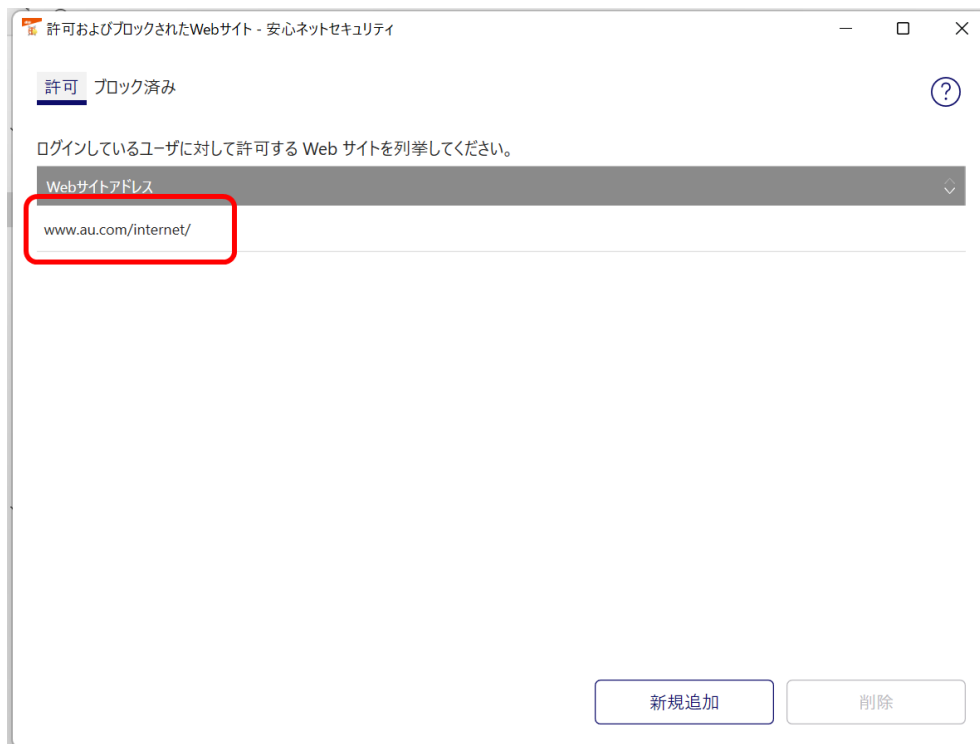 許可およびブロックされたWebサイト - 安心ネットセキュリティ
許可 ブロック済み
?
ログインしているユーザに対して許可する Web サイトを列挙してください。
Webサイトアドレス
www.au.com/internet/
新規追加 削除